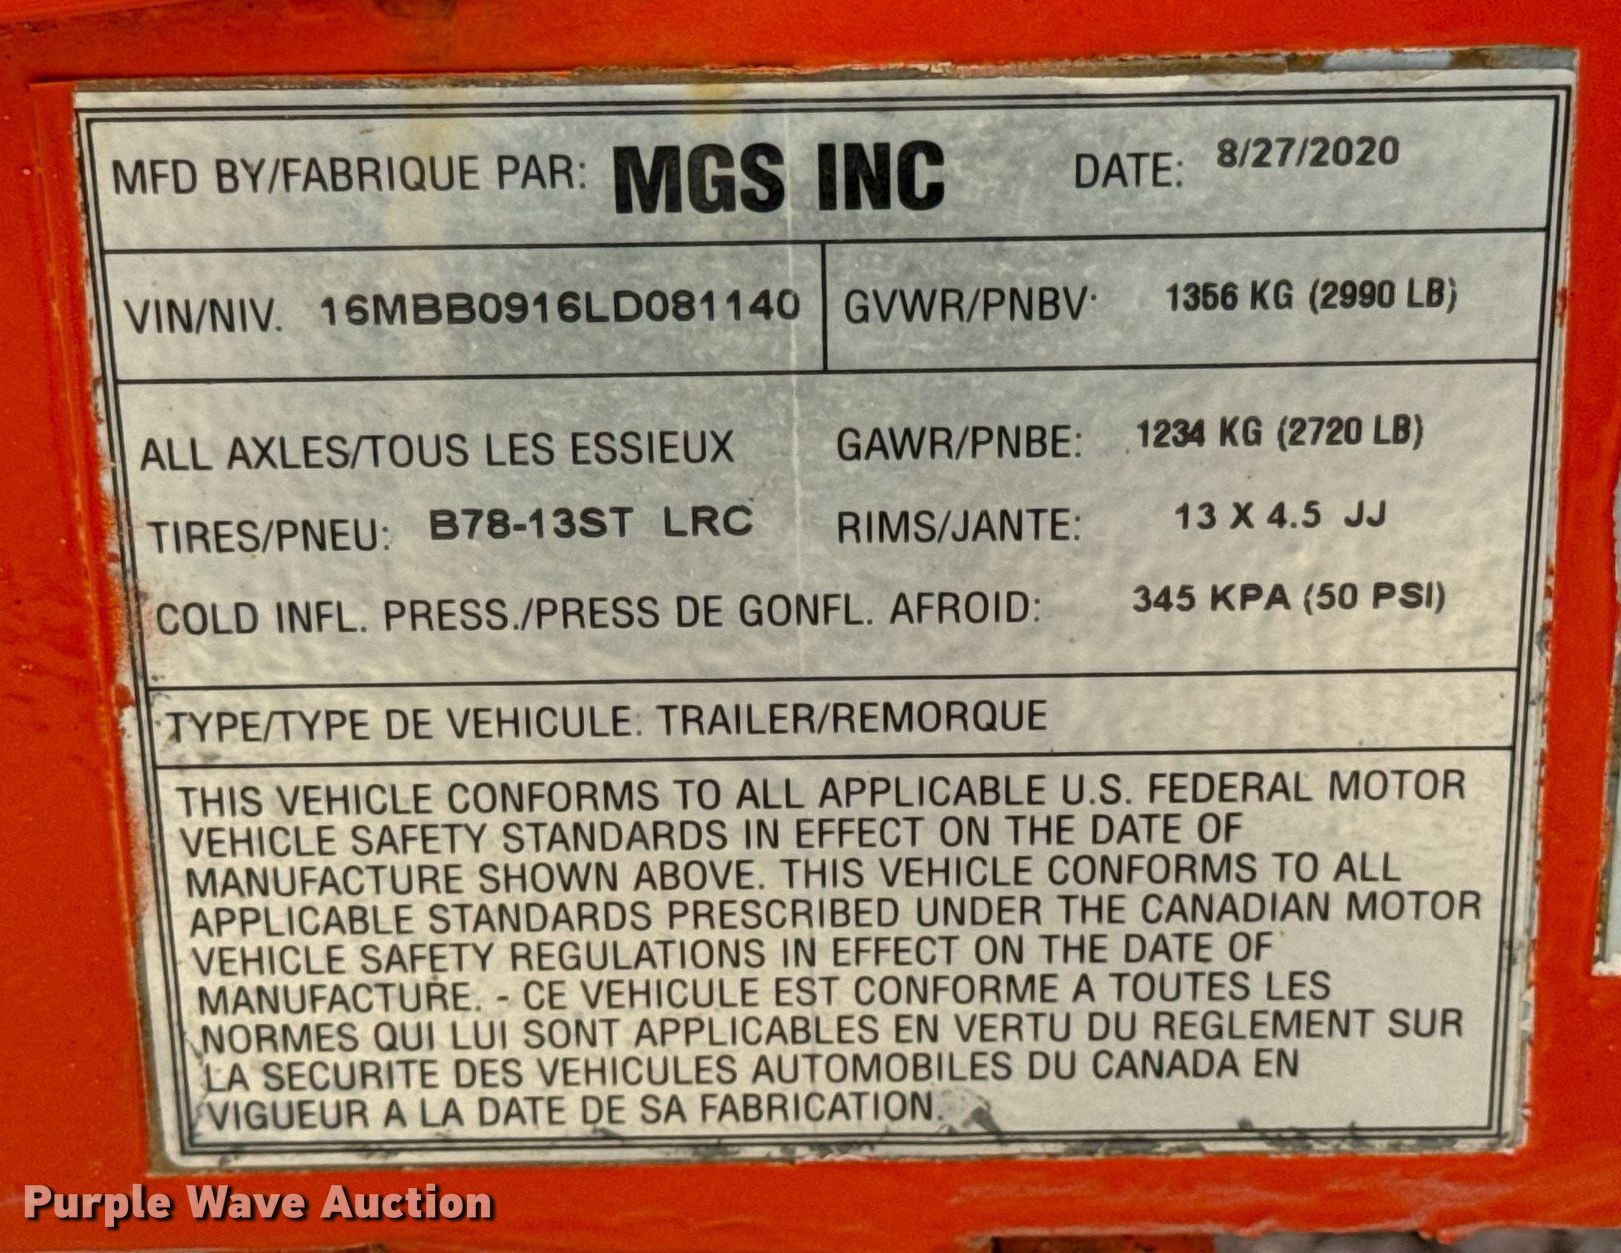 MFD BY/FABRIQUE PAR: MGS INC DATE: 8/27/2020
VIN/NIV. 16MBB0916LD081140 GVWR/PNBV· 1356 KG (2990 LB)
ALL AXLES/TOUS LES ESSIEUX GAWR/PNBE: 1234 KG (2720 LB)
TIRES/PNEU: B78-13ST LRC RIMS/JANTE: 13 X 4.5 JJ
COLD INFL. PRESS./PRESS DE GONFL. AFROID: 345 KPA (50 PSI)
TYPE/TYPE DE VEHICULE: TRAILER/REMORQUE
THIS VEHICLE CONFORMS TO ALL APPLICABLE U.S. FEDERAL MOTOR
VEHICLE SAFETY STANDARDS IN EFFECT ON THE DATE OF
MANUFACTURE SHOWN ABOVE. THIS VEHICLE CONFORMS TO ALL
APPLICABLE STANDARDS PRESCRIBED UNDER THE CANADIAN MOTOR
VEHICLE SAFETY REGULATIONS IN EFFECT ON THE DATE OF
MANUFACTURE. - CE VEHICULE EST CONFORME A TOUTES LES
NORMES QUI LUI SONT APPLICABLES EN VERTU DU REGLEMENT SUR
LA SECURITE DES VEHICULES AUTOMOBILES DU CANADA EN
VIGUEUR A LA DATE DE SA FABRICATION.
Purple Wave Auction